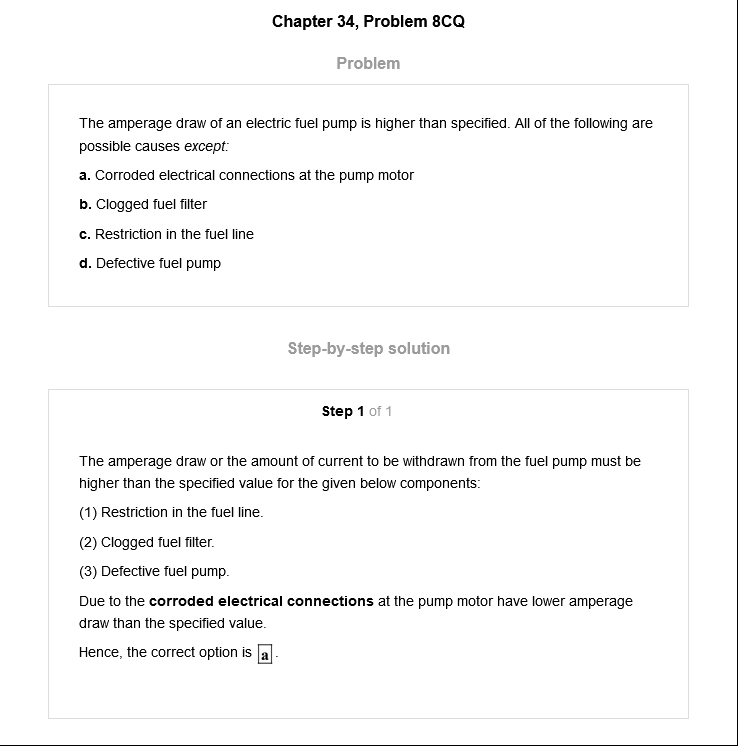 Chapter 34, Problem 8CQ
Problem
The amperage draw of an electric fuel pump is higher than specified. All of the following are
possible causes except:
a. Corroded electrical connections at the pump motor
b. Clogged fuel filter
c. Restriction in the fuel line
d. Defective fuel pump
Step-by-step solution
Step 1 of 1
The amperage draw or the amount of current to be withdrawn from the fuel pump must be
higher than the specified value for the given below components:
(1) Restriction in the fuel line.
(2) Clogged fuel filter.
(3) Defective fuel pump.
Due to the corroded electrical connections at the pump motor have lower amperage
draw than the specified value.
Hence, the correct option is a.